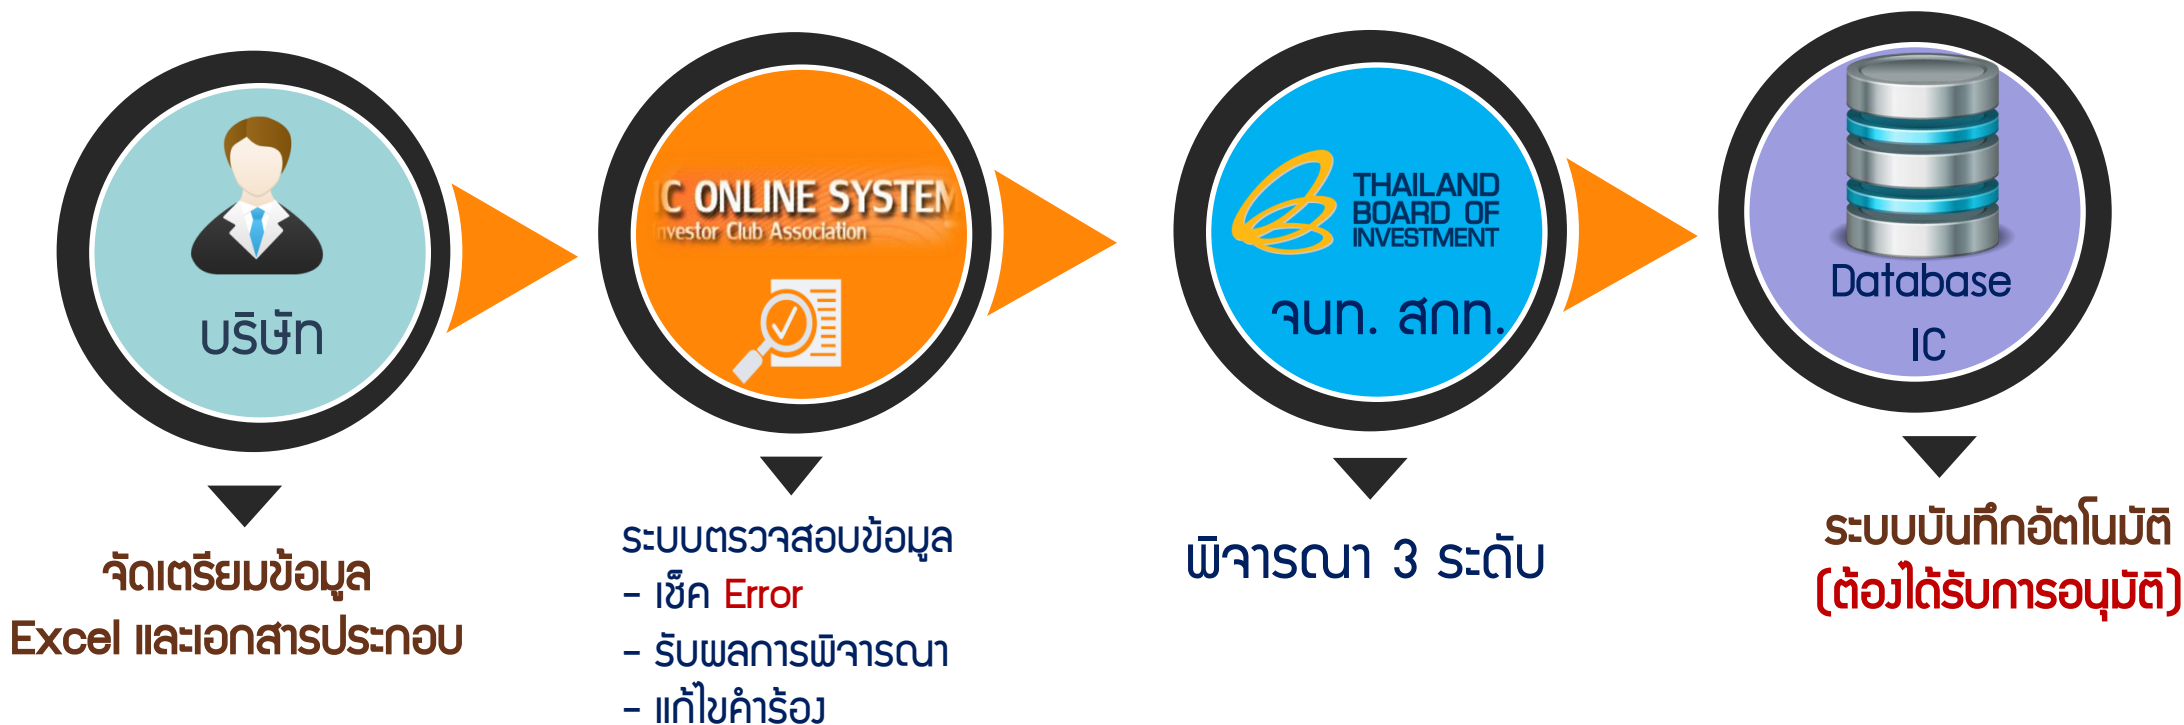 บริษัท
จัดเตรียมข้อมูล
Excel และเอกสารประกอบ
IC ONLINE SYSTEM
Investor Club Association
ระบบตรวจสอบข้อมูล
- เช็ค Error
- รับผลการพิจารณา
- แก้ไขคำร้อง
THAILAND
BOARD OF
INVESTMENT
จนท. สกท.
พิจารณา 3 ระดับ
Database
IC
ระบบบันทึกอัตโนมัติ
(ต้องได้รับการอนุมัติ)